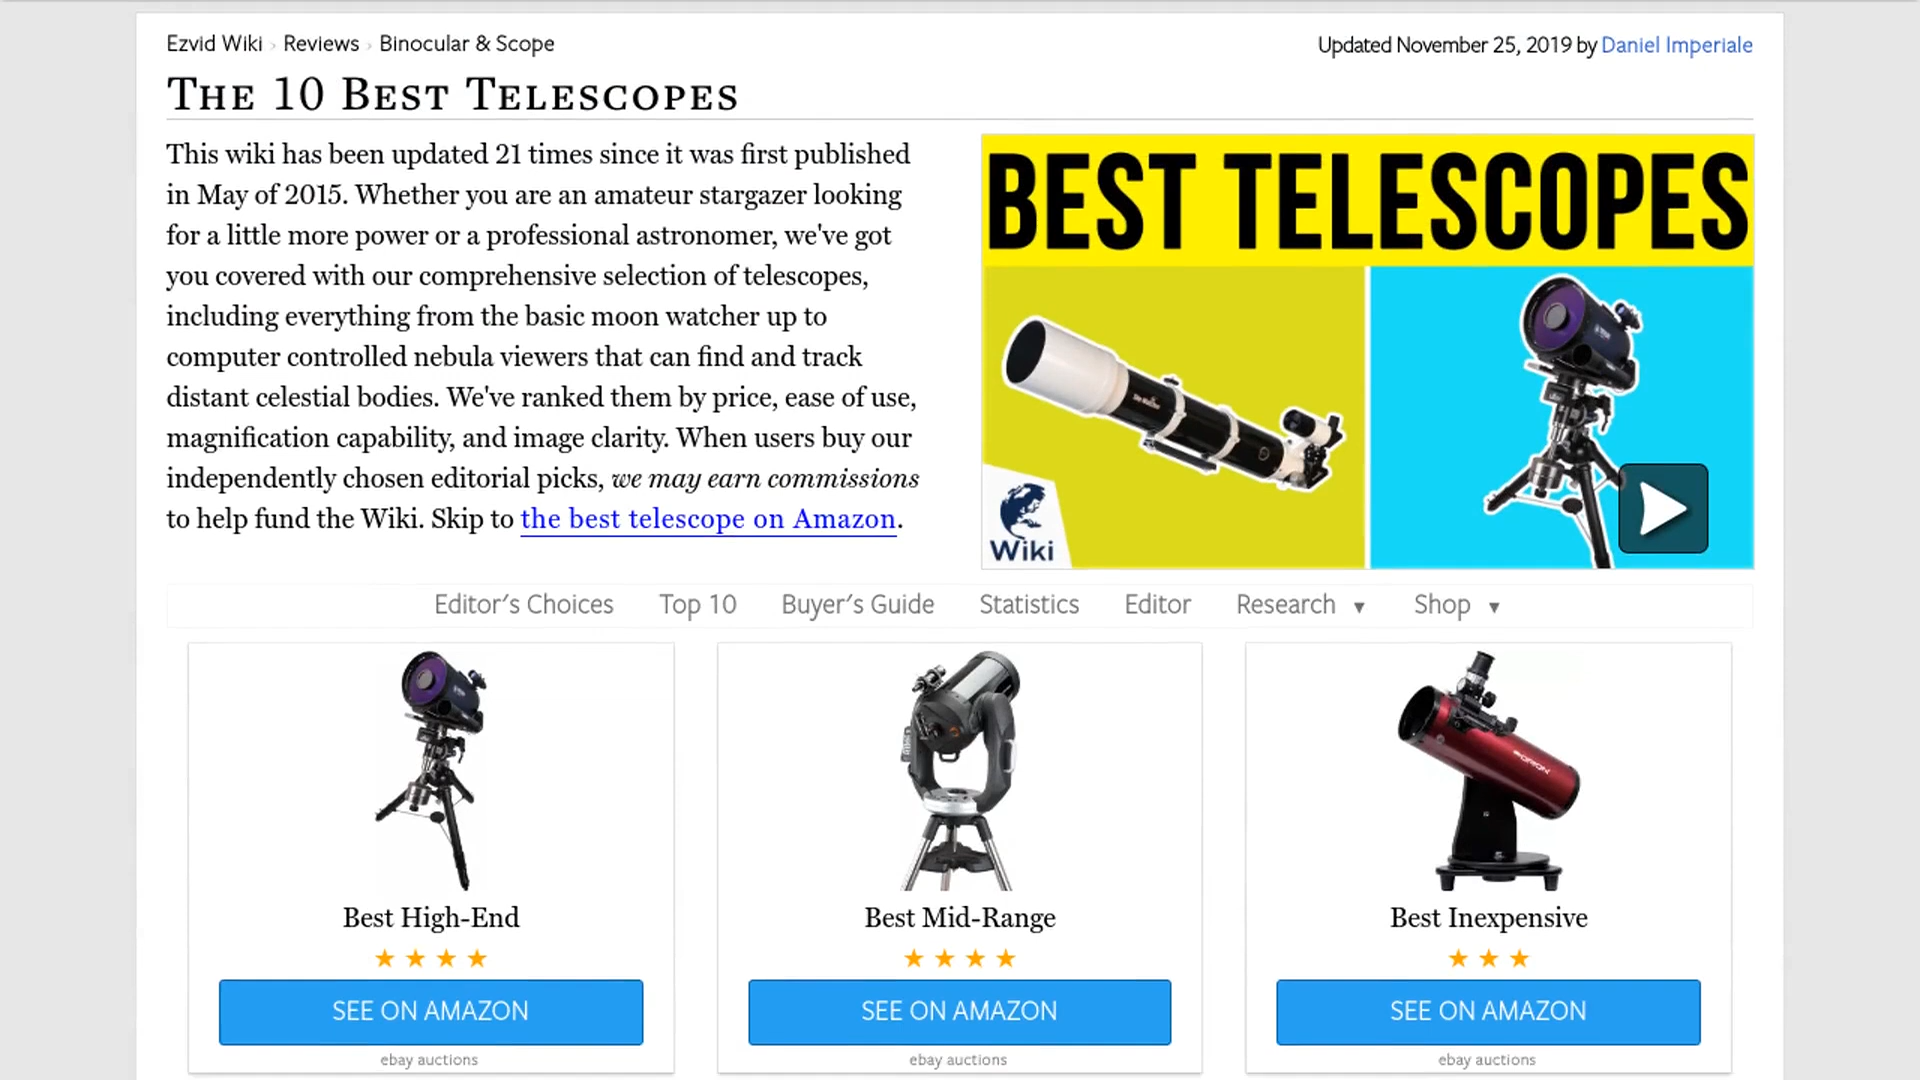 Ezvid Wiki › Reviews › Binocular & Scope
Updated November 25, 2019 by Daniel Imperiale
The 10 Best Telescopes
This wiki has been updated 21 times since it was first published
in May of 2015. Whether you are an amateur stargazer looking
for a little more power or a professional astronomer, we've got
you covered with our comprehensive selection of telescopes,
including everything from the basic moon watcher up to
computer controlled nebula viewers that can find and track
distant celestial bodies. We've ranked them by price, ease of use,
magnification capability, and image clarity. When users buy our
independently chosen editorial picks, we may earn commissions
to help fund the Wiki. Skip to the best telescope on Amazon.
BEST TELESCOPES
Wiki
Editor's Choices Top 10 Buyer's Guide Statistics Editor Research ▼ Shop ▼
ORION
Best High-End
★ ★ ★ ★
SEE ON AMAZON
ebay auctions
Best Mid-Range
★ ★ ★ ★
SEE ON AMAZON
ebay auctions
Best Inexpensive
★ ★ ★
SEE ON AMAZON
ebay auctions